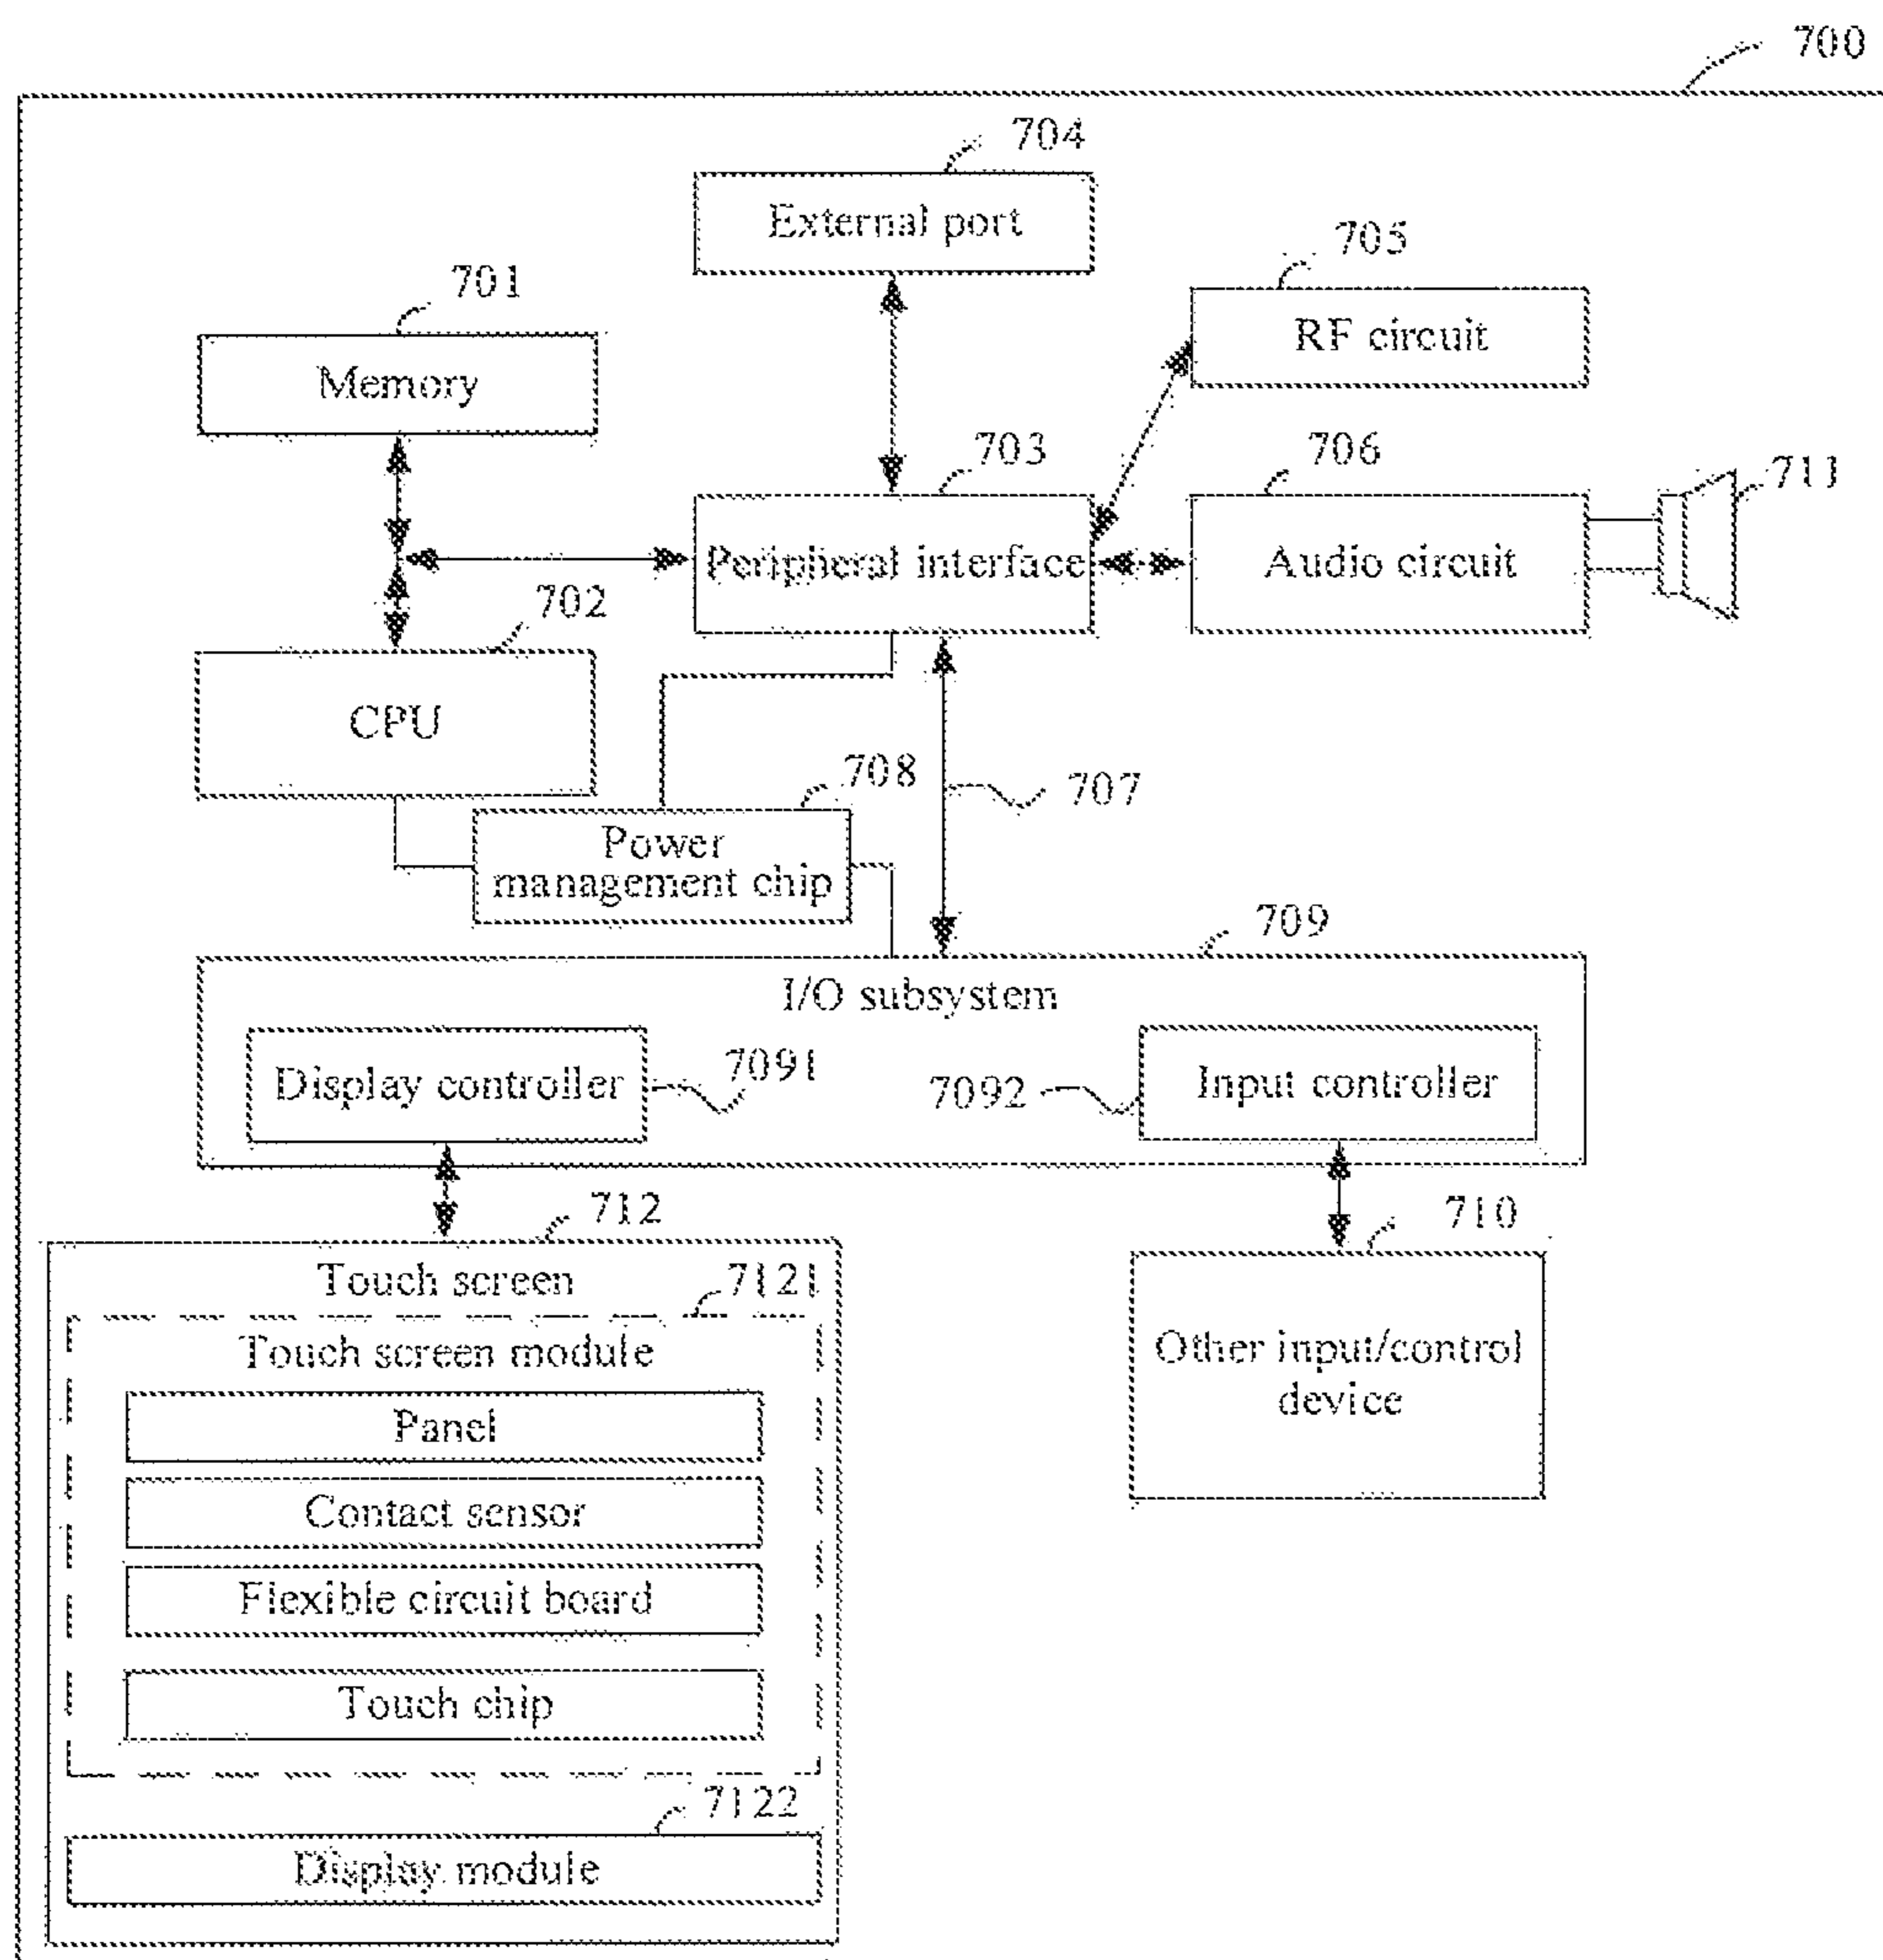 700
704
External port
705
701
RF circuit
Memory
703
706
711
Peripheral interface
Audio circuit
702
CPU
708
707
Power
management chip
709
I/O subsystem
Display controller
7091
7092
Input controller
712
710
Touch screen
7121
Touch screen module
Other input/control
device
Panel
Contact sensor
Flexible circuit board
Touch chip
7122
Display module